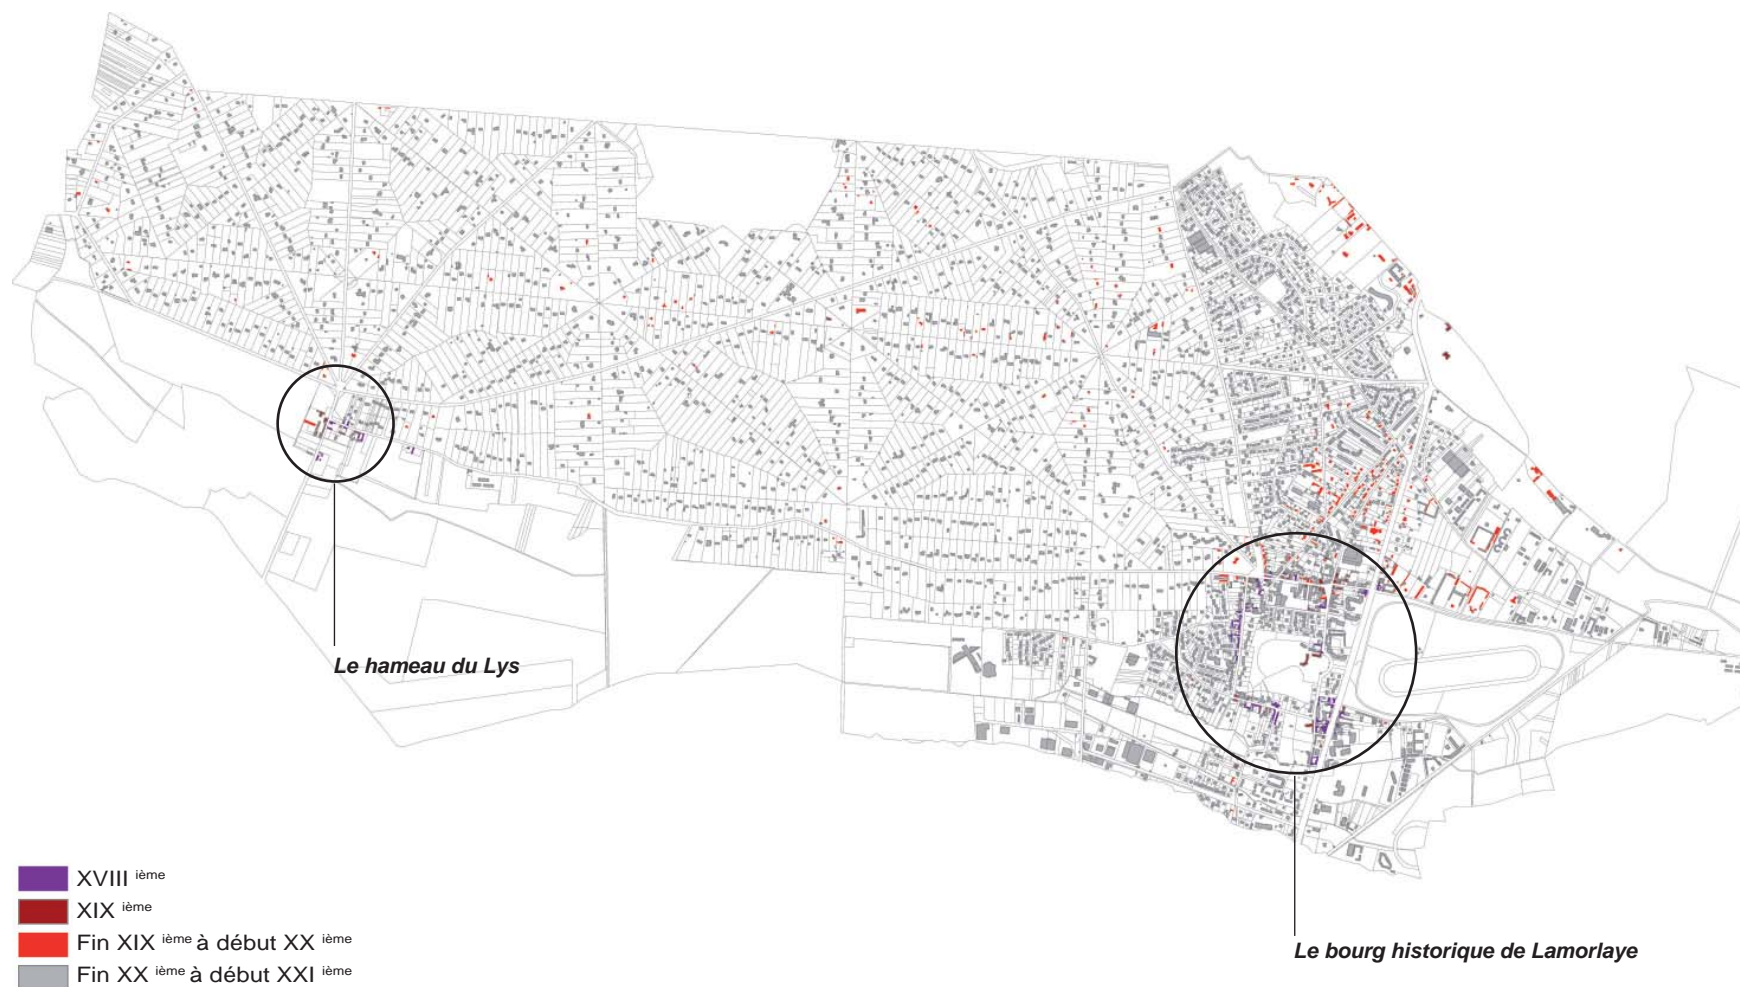 Le hameau du Lys
XVIII ième
XIX ième
Fin XIX ième à début XX ième
Fin XX ième à début XXI ième
Le bourg historique de Lamorlaye